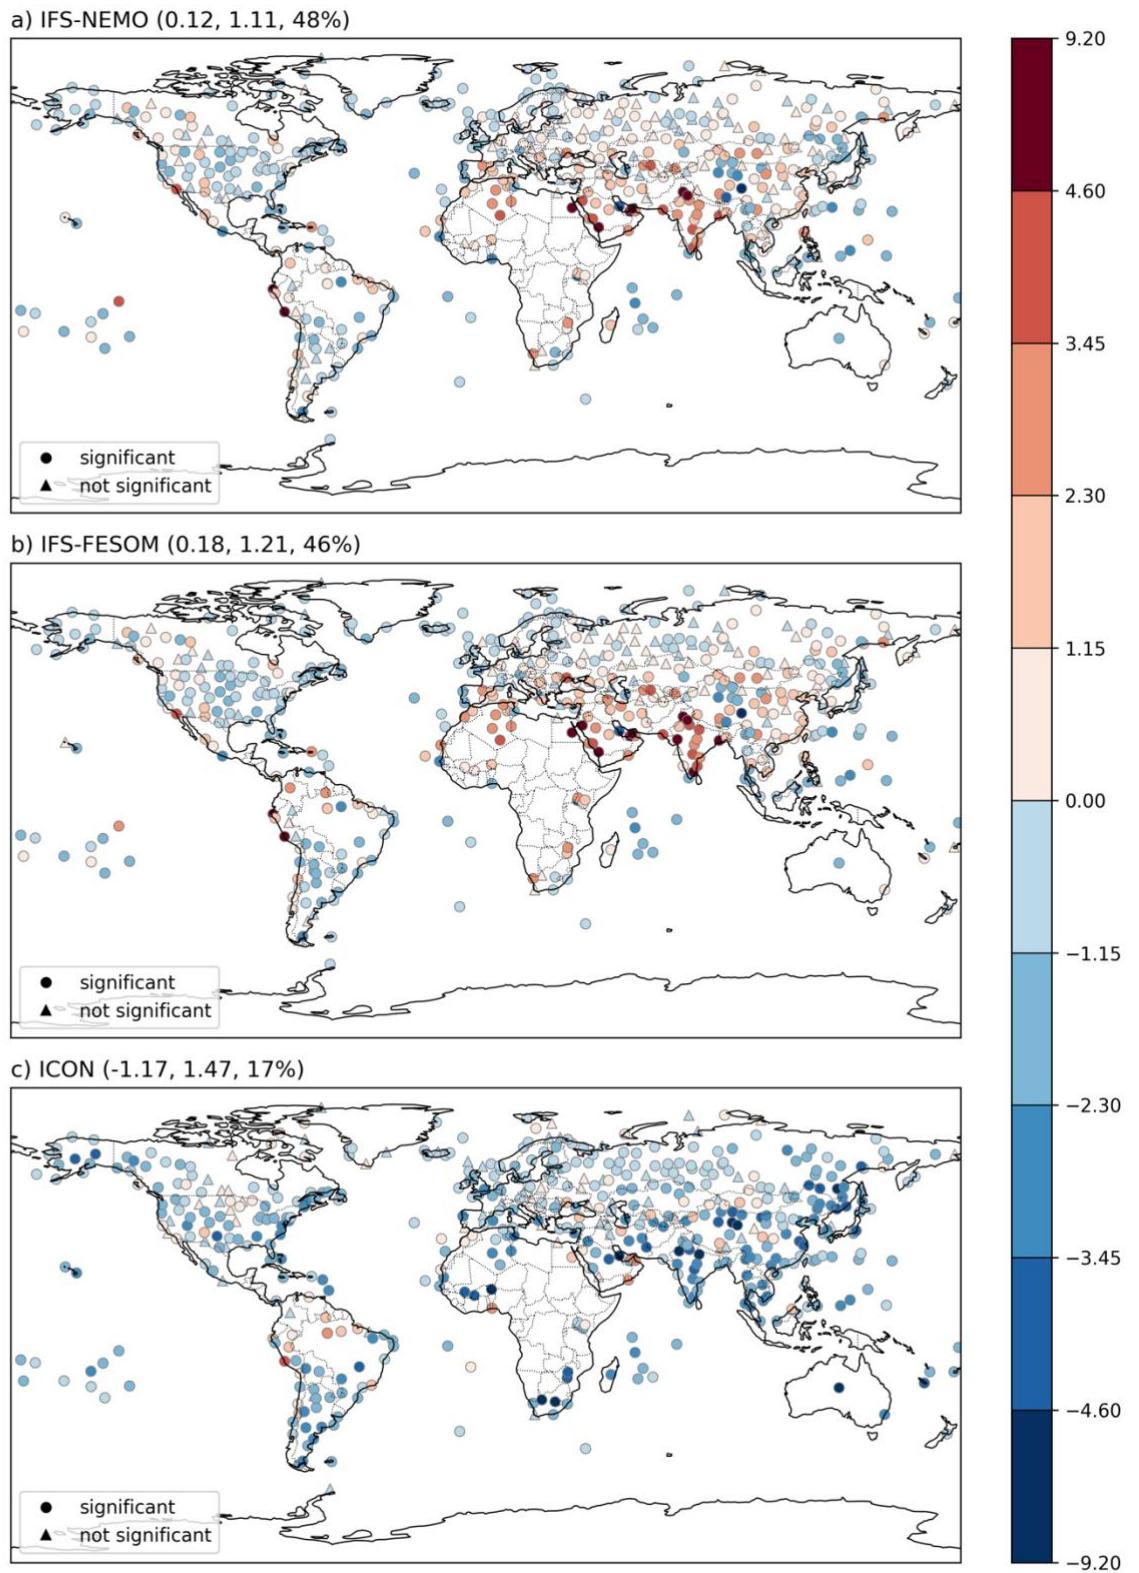 a) IFS-NEMO (0.12, 1.11, 48%)
significant
not significant
b) IFS-FESOM (0.18, 1.21, 46%)
significant
not significant
c) ICON (-1.17, 1.47, 17%)
significant
not significant
9.20
4.60
3.45
2.30
1.15
0.00
−1.15
−2.30
−3.45
−4.60
−9.20